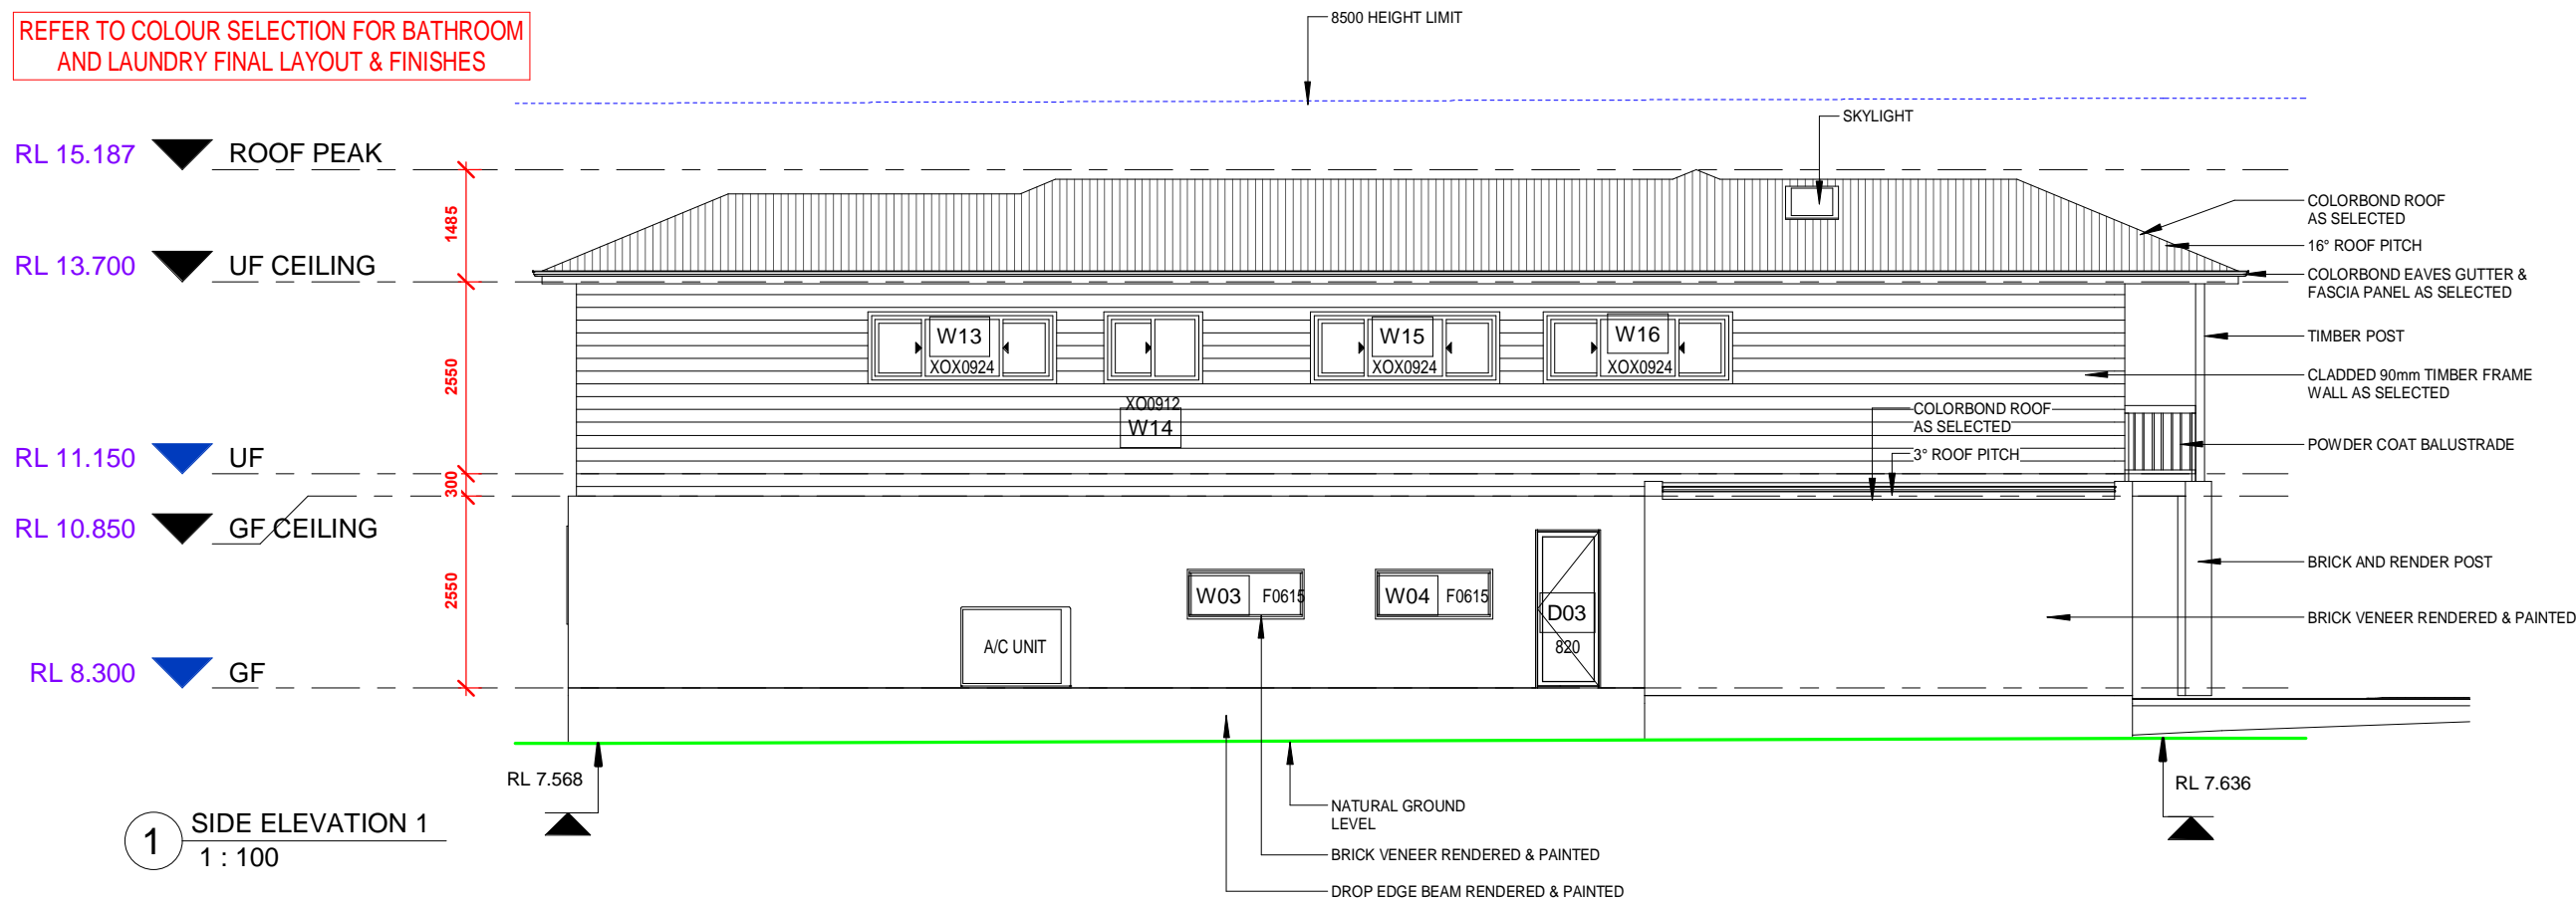 REFER TO COLOUR SELECTION FOR BATHROOM
AND LAUNDRY FINAL LAYOUT & FINISHES
8500 HEIGHT LIMIT
SKYLIGHT
RL 15.187 ROOF PEAK
1485
COLORBOND ROOF
AS SELECTED
16° ROOF PITCH
RL 13.700 UF CEILING
COLORBOND EAVES GUTTER &
FASCIA PANEL AS SELECTED
W13
XOX0924
W15
XOX0924
W16
XOX0924
TIMBER POST
2550
CLADDED 90mm TIMBER FRAME
WALL AS SELECTED
XO0912
W14
COLORBOND ROOF
AS SELECTED
POWDER COAT BALUSTRADE
3° ROOF PITCH
RL 11.150 UF
300
RL 10.850 GF CEILING
BRICK AND RENDER POST
2550
W03 F0615
W04 F0615
D03
820
BRICK VENEER RENDERED & PAINTED
A/C UNIT
RL 8.300 GF
RL 7.568
RL 7.636
NATURAL GROUND
LEVEL
1 SIDE ELEVATION 1
1 : 100
BRICK VENEER RENDERED & PAINTED
DROP EDGE BEAM RENDERED & PAINTED